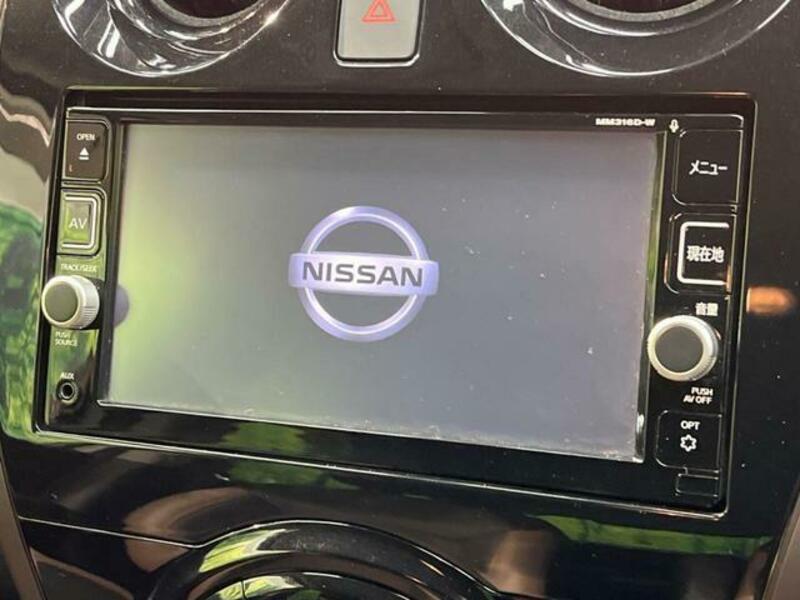 MM316D-W
OPEN
L
メニュー
AV
NISSAN
現在地
TRACK/SEEK
音量
PUSH
SOURCE
AUX
PUSH
AV OFF
OPT